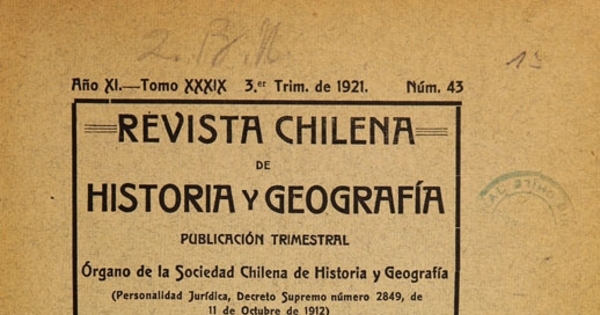 2. B. N.
Año XI.—Tomo XXXIX 3.er Trim. de 1921. Núm. 43
REVISTA CHILENA
DE
HISTORIA Y GEOGRAFÍA
PUBLICACIÓN TRIMESTRAL
Órgano de la Sociedad Chilena de Historia y Geografía
(Personalidad Jurídica, Decreto Supremo número 2849, de
11 de Octubre de 1912)